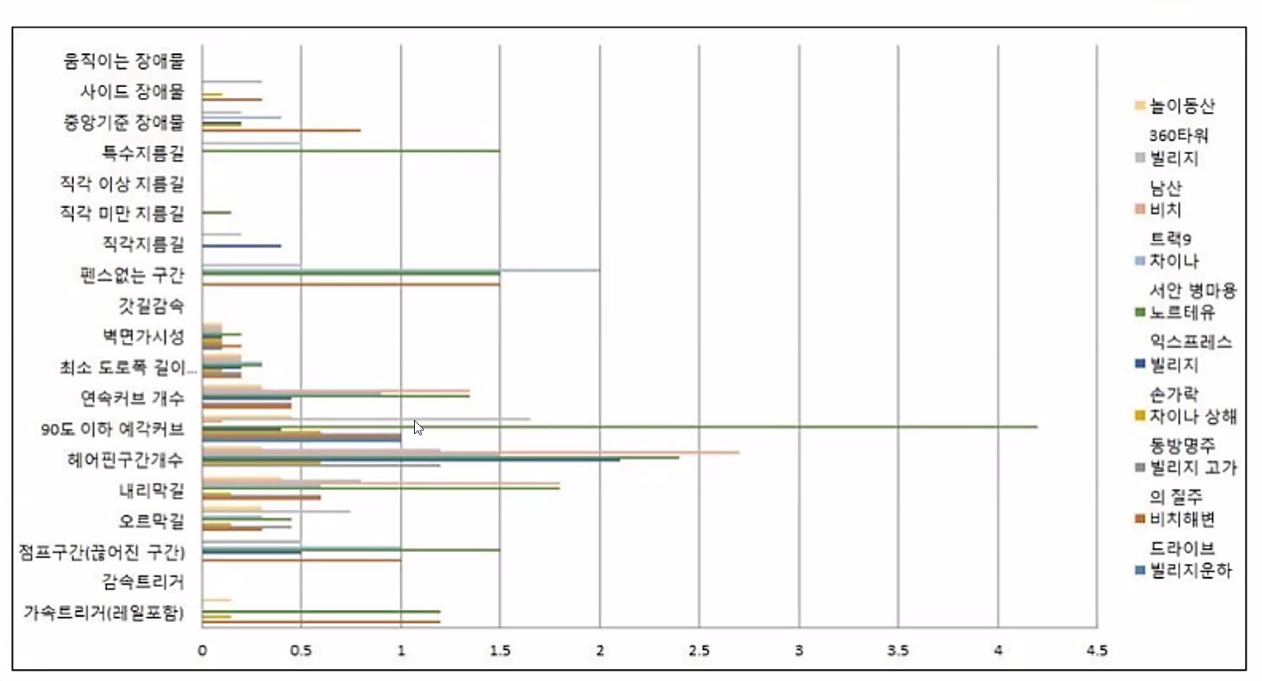 움직이는 장애물
사이드 장애물
중앙기준 장애물
특수지름길
직각 이상 지름길
직각 미만 지름길
직각지름길
펜스없는 구간
갓길감속
벽면가시성
최소 도로폭 길이...
연속커브 개수
90도 이하 예각커브
헤어핀구간개수
내리막길
오르막길
점프구간(끊어진 구간)
감속트리거
가속트리거(레일포함)
0 0.5 1 1.5 2 2.5 3 3.5 4 4.5
놀이동산
360타워
빌리지
남산
비치
트랙9
차이나
서안 병마용
노르테유
익스프레스
빌리지
손가락
차이나 상해
동방명주
빌리지 고가
의 질주
비치해변
드라이브
빌리지운하